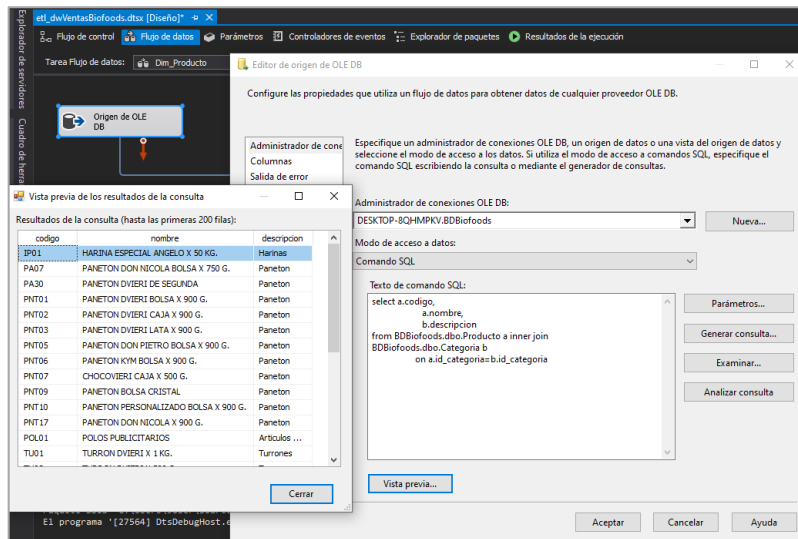 etl_dwVentasBiofoods.dtsx [Diseño]*
Flujo de control Flujo de datos Parámetros Controladores de eventos Explorador de paquetes Resultados de la ejecución
Tarea Flujo de datos: Dim_Producto
Explorador de servidores
Cuadro de herra
Origen de OLE
DB
Editor de origen de OLE DB
Configure las propiedades que utiliza un flujo de datos para obtener datos de cualquier proveedor OLE DB.
Administrador de cone
Columnas
Salida de error
Especifique un administrador de conexiones OLE DB, un origen de datos o una vista del origen de datos y
seleccione el modo de acceso a los datos. Si utiliza el modo de acceso a comandos SQL, especifique el
comando SQL escribiendo la consulta o mediante el generador de consultas.
Administrador de conexiones OLE DB:
DESKTOP-8QHMPKV.BDBiofoods
Nueva...
Modo de acceso a datos:
Comando SQL
Texto de comando SQL:
select a.codigo,
a.nombre,
b.descripcion
from BDBiofoods.dbo.Producto a inner join
BDBiofoods.dbo.Categoria b
on a.id_categoria=b.id_categoria
Parámetros...
Generar consulta...
Examinar...
Analizar consulta
Vista previa...
Aceptar Cancelar Ayuda
Vista previa de los resultados de la consulta
Resultados de la consulta (hasta las primeras 200 filas):
codigo nombre descripcion
IP01 HARINA ESPECIAL ANGELO X 50 KG. Harinas
PA07 PANETON DON NICOLA BOLSA X 750 G. Paneton
PA30 PANETON DVIERI DE SEGUNDA Paneton
PNT01 PANETON DVIERI BOLSA X 900 G. Paneton
PNT02 PANETON DVIERI CAJA X 900 G. Paneton
PNT03 PANETON DVIERI LATA X 900 G. Paneton
PNT05 PANETON DON PIETRO BOLSA X 900 G. Paneton
PNT06 PANETON KYM BOLSA X 900 G. Paneton
PNT07 CHOCOVIERI CAJA X 500 G. Paneton
PNT09 PANETON BOLSA CRISTAL Paneton
PNT10 PANETON PERSONALIZADO BOLSA X 900 G. Paneton
PNT17 PANETON DON NICOLA X 900 G. Paneton
POL01 POLOS PUBLICITARIOS Articulos ...
TU01 TURRON DVIERI X 1 KG. Turrones
Cerrar
El programa '[27564] DtsDebugHost.e